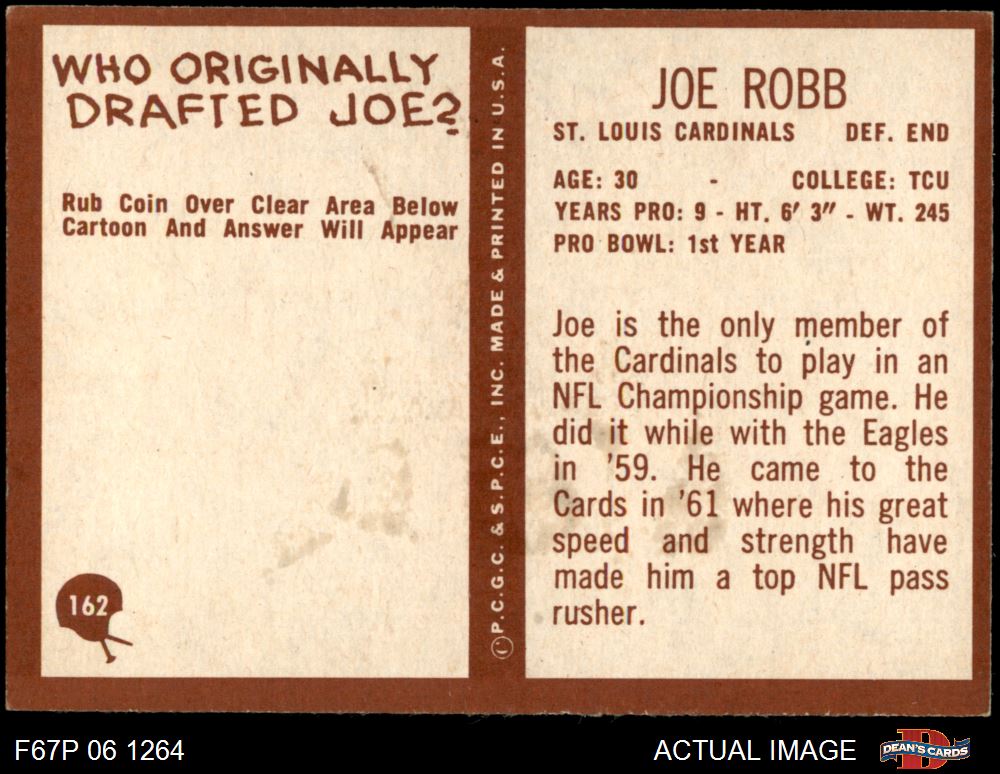 WHO ORIGINALLY
DRAFTED JOE?
Rub Coin Over Clear Area Below
Cartoon And Answer Will Appear
162
© P.C.G.C. & S.P.C.E., INC. MADE & PRINTED IN U.S.A.
JOE ROBB
ST. LOUIS CARDINALS DEF. END
AGE: 30 - COLLEGE: TCU
YEARS PRO: 9 - HT. 6' 3" - WT. 245
PRO BOWL: 1st YEAR
Joe is the only member of
the Cardinals to play in an
NFL Championship game. He
did it while with the Eagles
in '59. He came to the
Cards in '61 where his great
speed and strength have
made him a top NFL pass
rusher.
F67P 06 1264
ACTUAL IMAGE
DEAN'S CARDS